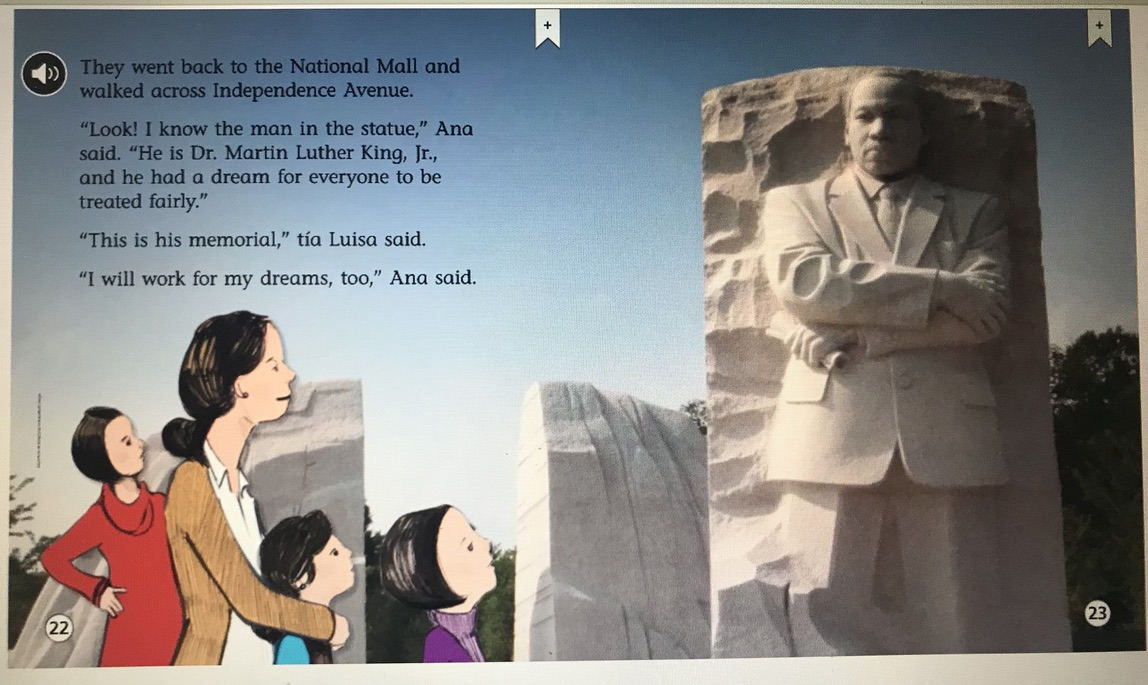 They went back to the National Mall and
walked across Independence Avenue.
“Look! I know the man in the statue,” Ana
said. “He is Dr. Martin Luther King, Jr.,
and he had a dream for everyone to be
treated fairly.”
“This is his memorial,” tía Luisa said.
“I will work for my dreams, too,” Ana said.
22
23